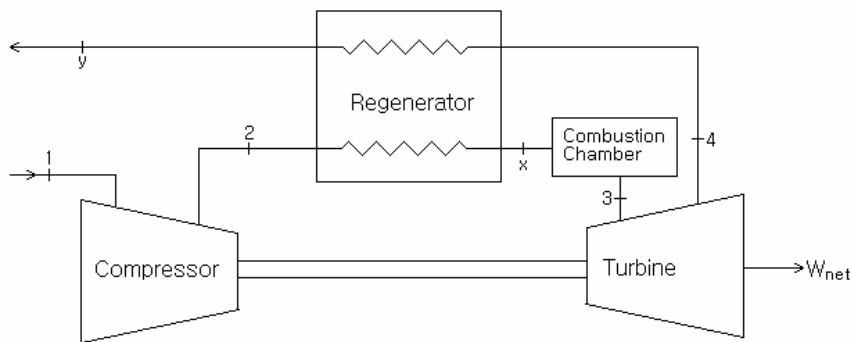 y
Regenerator
1
2
x
Combustion
Chamber
3
4
Compressor
Turbine
Wnet